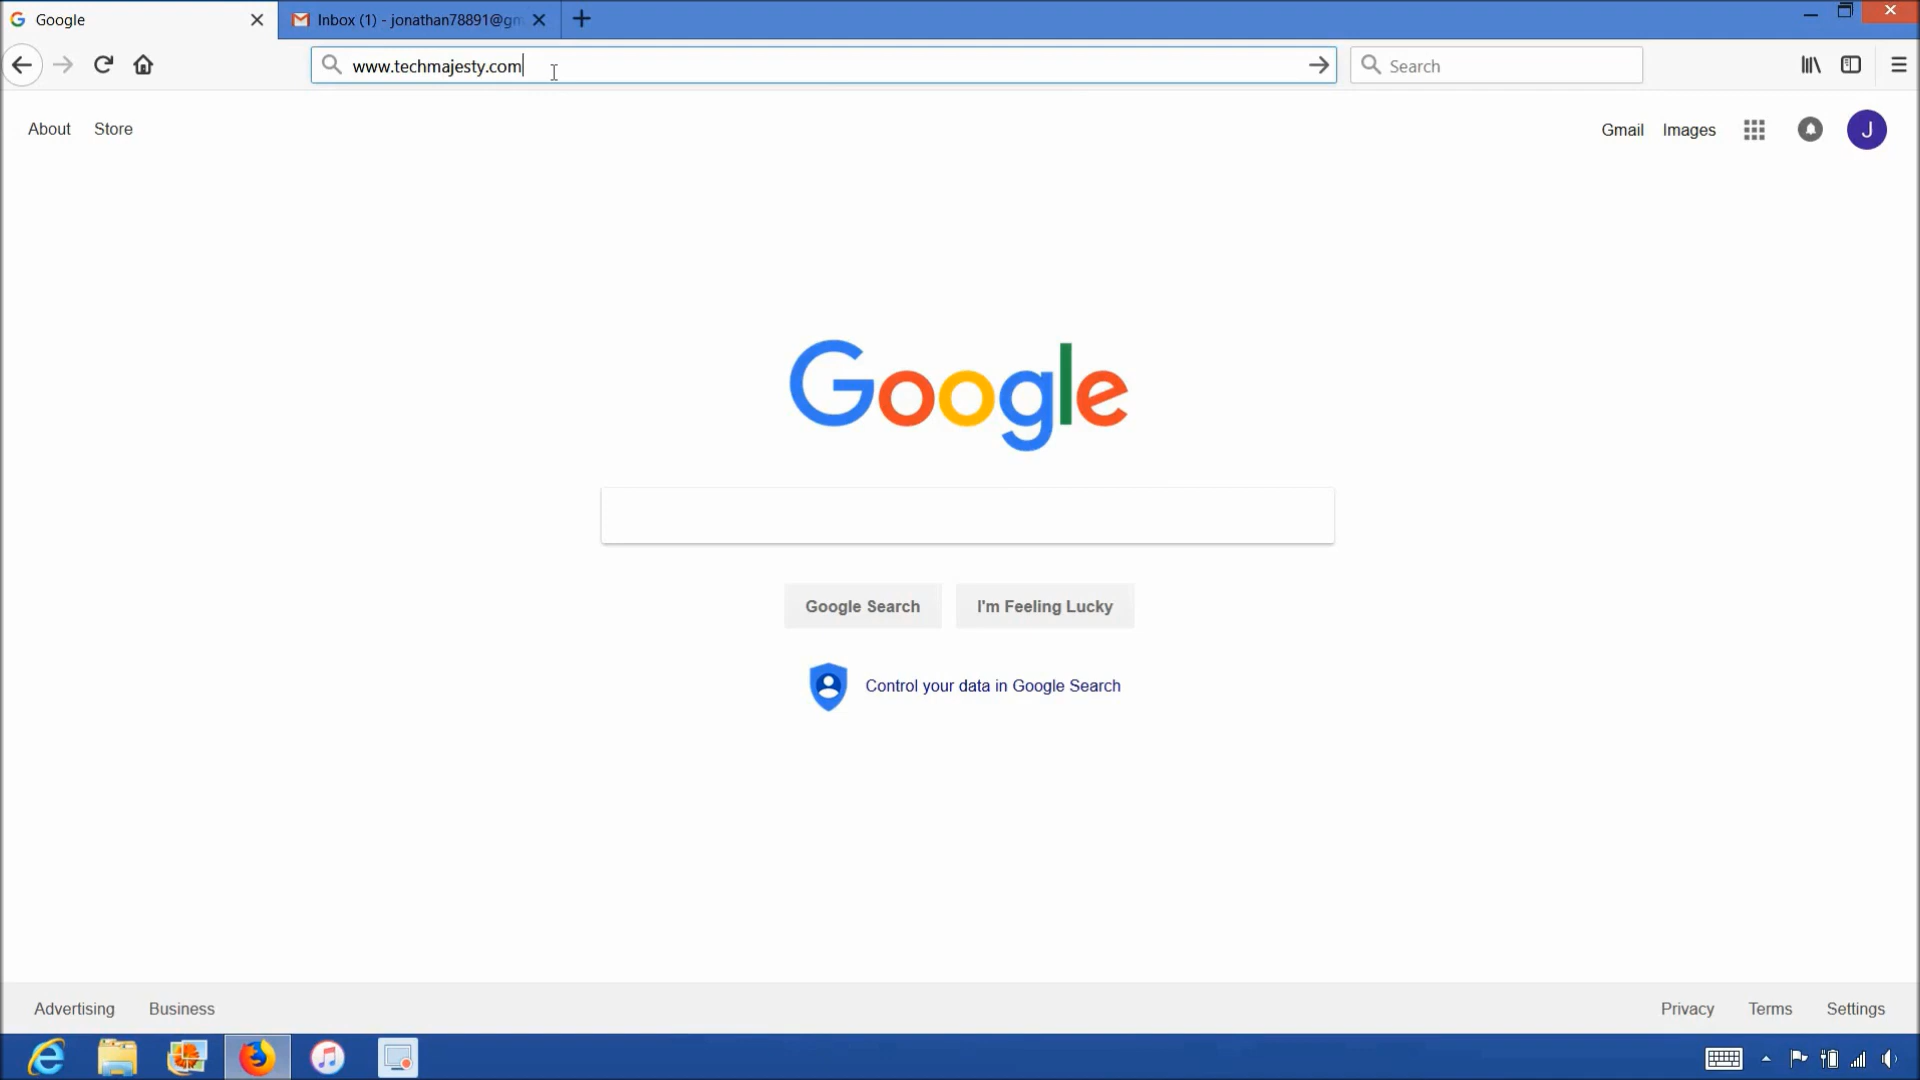 Google
Inbox (1) - jonathan78891@gm
www.techmajesty.com
Search
About Store
Gmail Images
J
Google
Google Search I'm Feeling Lucky
Control your data in Google Search
Advertising Business
Privacy Terms Settings